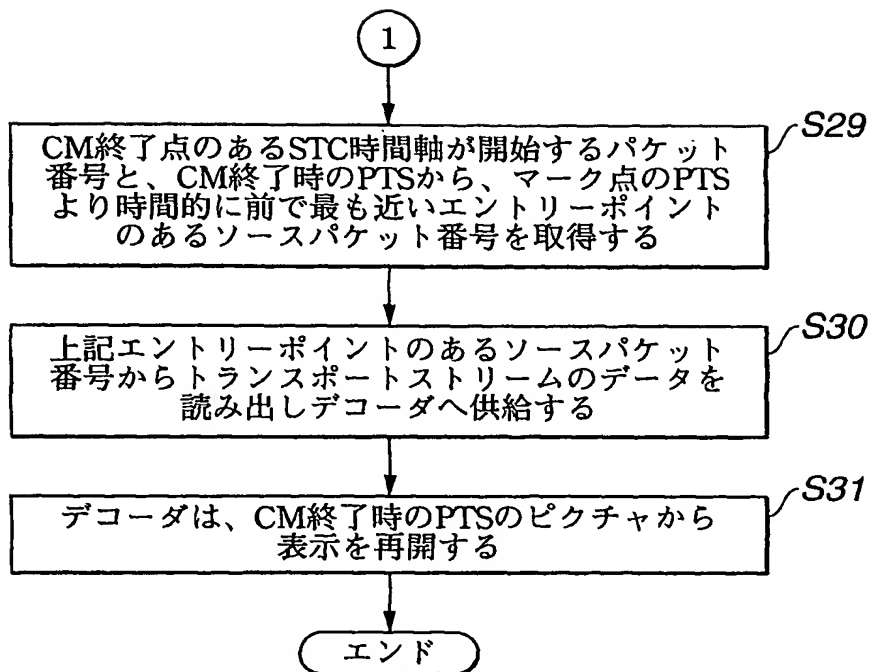 1
CM終了点のあるSTC時間軸が開始するパケット
番号と、CM終了時のPTSから、マーク点のPTS
より時間的に前で最も近いエントリーポイント
のあるソースパケット番号を取得する
S29
上記エントリーポイントのあるソースパケット
番号からトランスポートストリームのデータを
読み出しデコーダへ供給する
S30
デコーダは、CM終了時のPTSのピクチャから
表示を再開する
S31
エンド